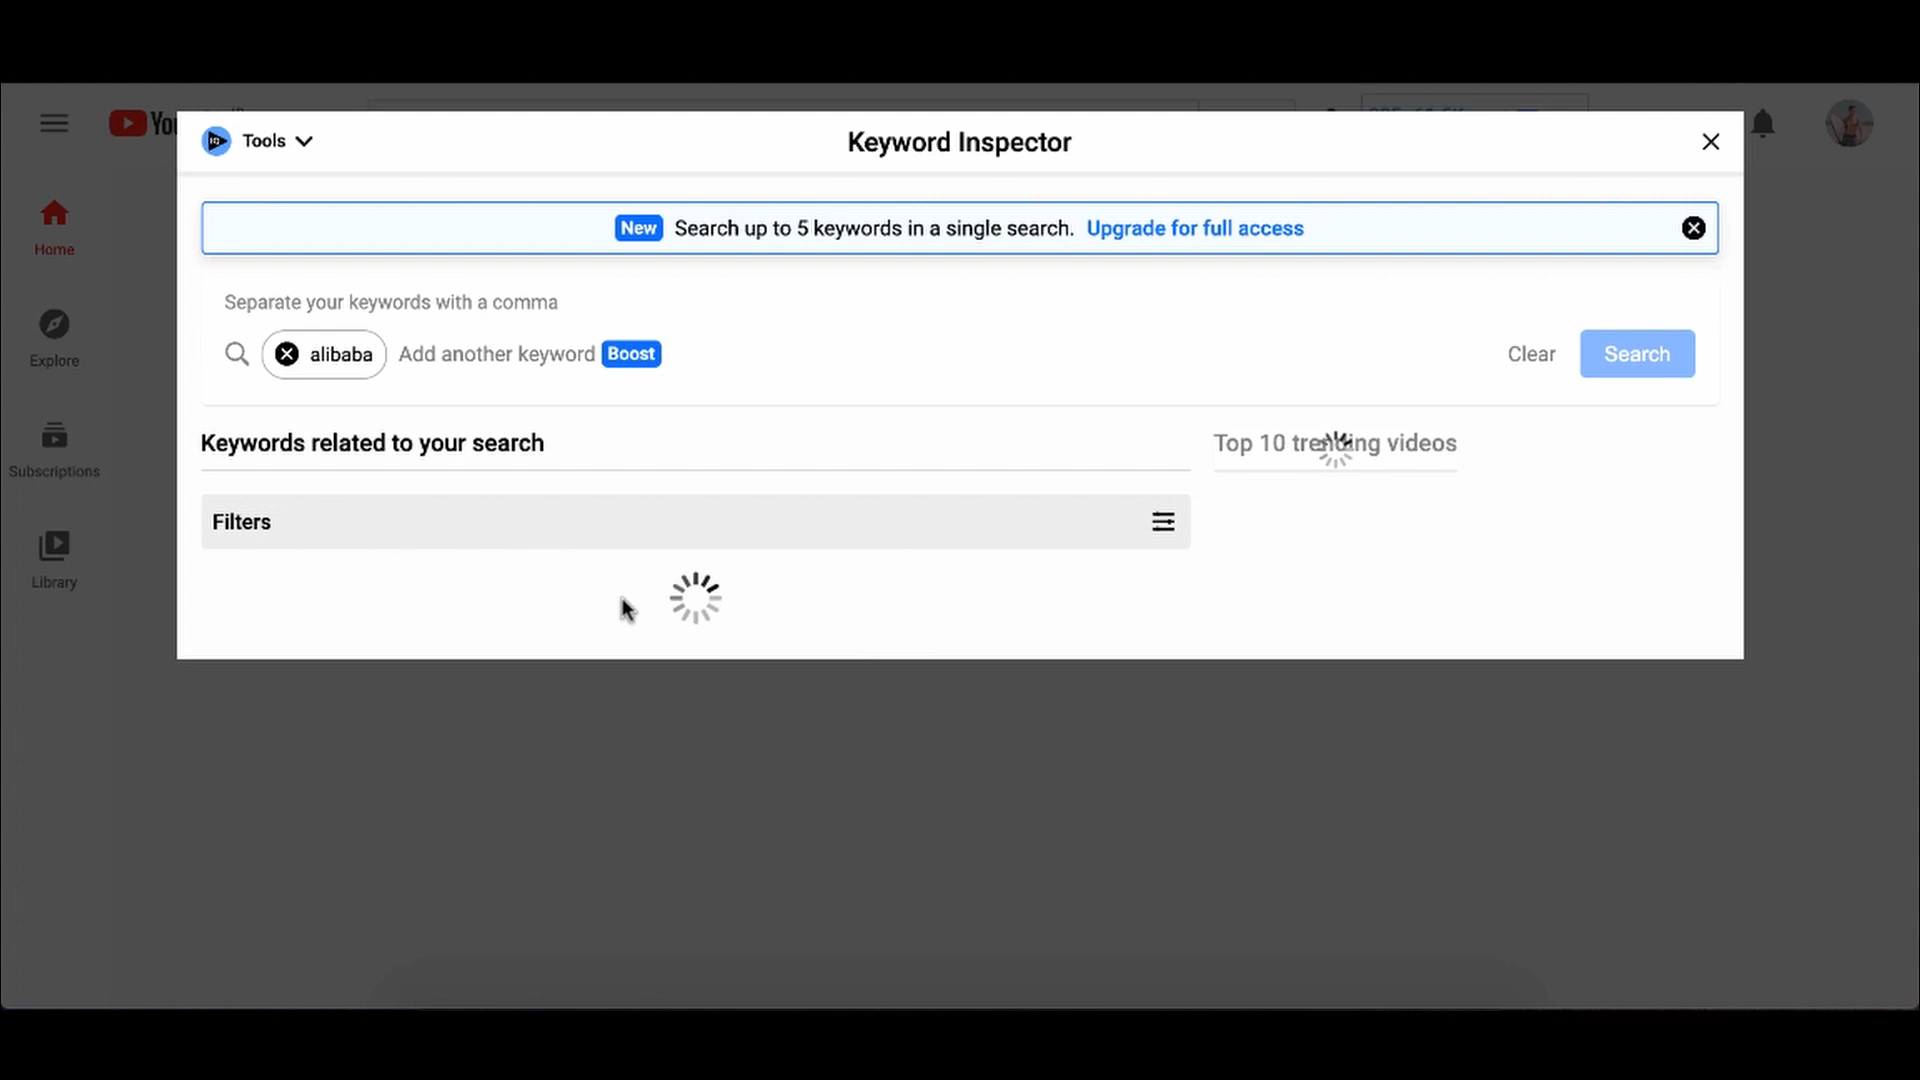 You
Tools
Keyword Inspector
New Search up to 5 keywords in a single search. Upgrade for full access
Separate your keywords with a comma
alibaba Add another keyword Boost
Clear Search
Keywords related to your search
Top 10 trending videos
Filters
Home
Explore
Subscriptions
Library